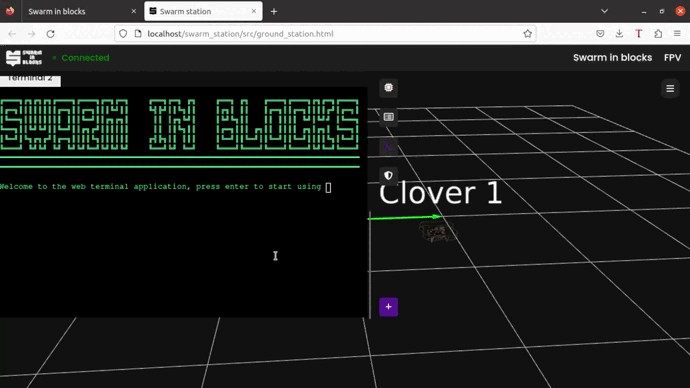 Swarm in blocks
Swarm station
localhost/swarm_station/src/ground_station.html
SWARM
IN
BLOCKS
Connected
Swarm in blocks
FPV
Terminal 2
SWARM IN BLOCKS
Welcome to the web terminal application, press enter to start using
Clover 1